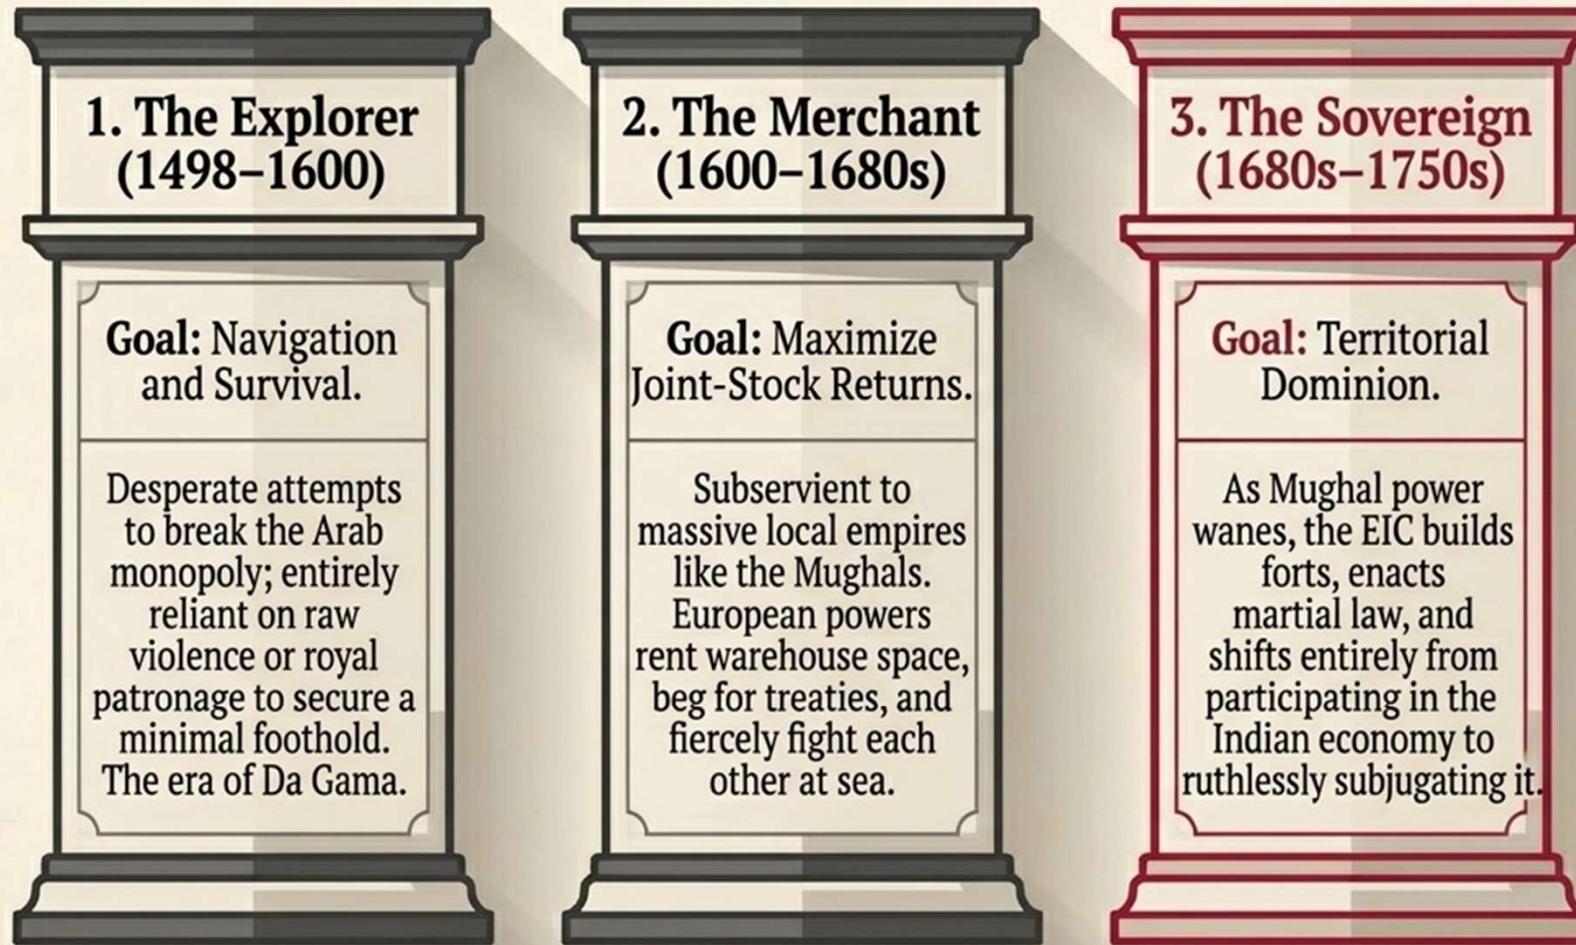 1. The Explorer
(1498–1600)
Goal: Navigation
and Survival.
Desperate attempts
to break the Arab
monopoly; entirely
reliant on raw
violence or royal
patronage to secure a
minimal foothold.
The era of Da Gama.
2. The Merchant
(1600–1680s)
Goal: Maximize
Joint-Stock Returns.
Subservient to
massive local empires
like the Mughals.
European powers
rent warehouse space,
beg for treaties, and
fiercely fight each
other at sea.
3. The Sovereign
(1680s–1750s)
Goal: Territorial
Dominion.
As Mughal power
wanes, the EIC builds
forts, enacts
martial law, and
shifts entirely from
participating in the
Indian economy to
ruthlessly subjugating it.